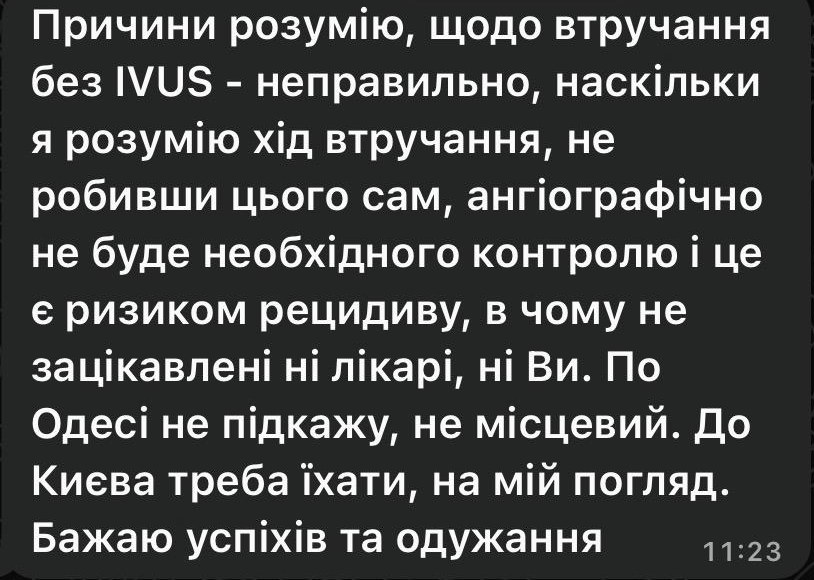 Причини розумію, щодо втручання
без IVUS - неправильно, наскільки
я розумію хід втручання, не
робивши цього сам, ангіографічно
не буде необхідного контролю і це
є ризиком рецидиву, в чому не
зацікавлені ні лікарі, ні Ви. По
Одесі не підкажу, не місцевий. До
Києва треба їхати, на мій погляд.
Бажаю успіхів та одужання
11:23